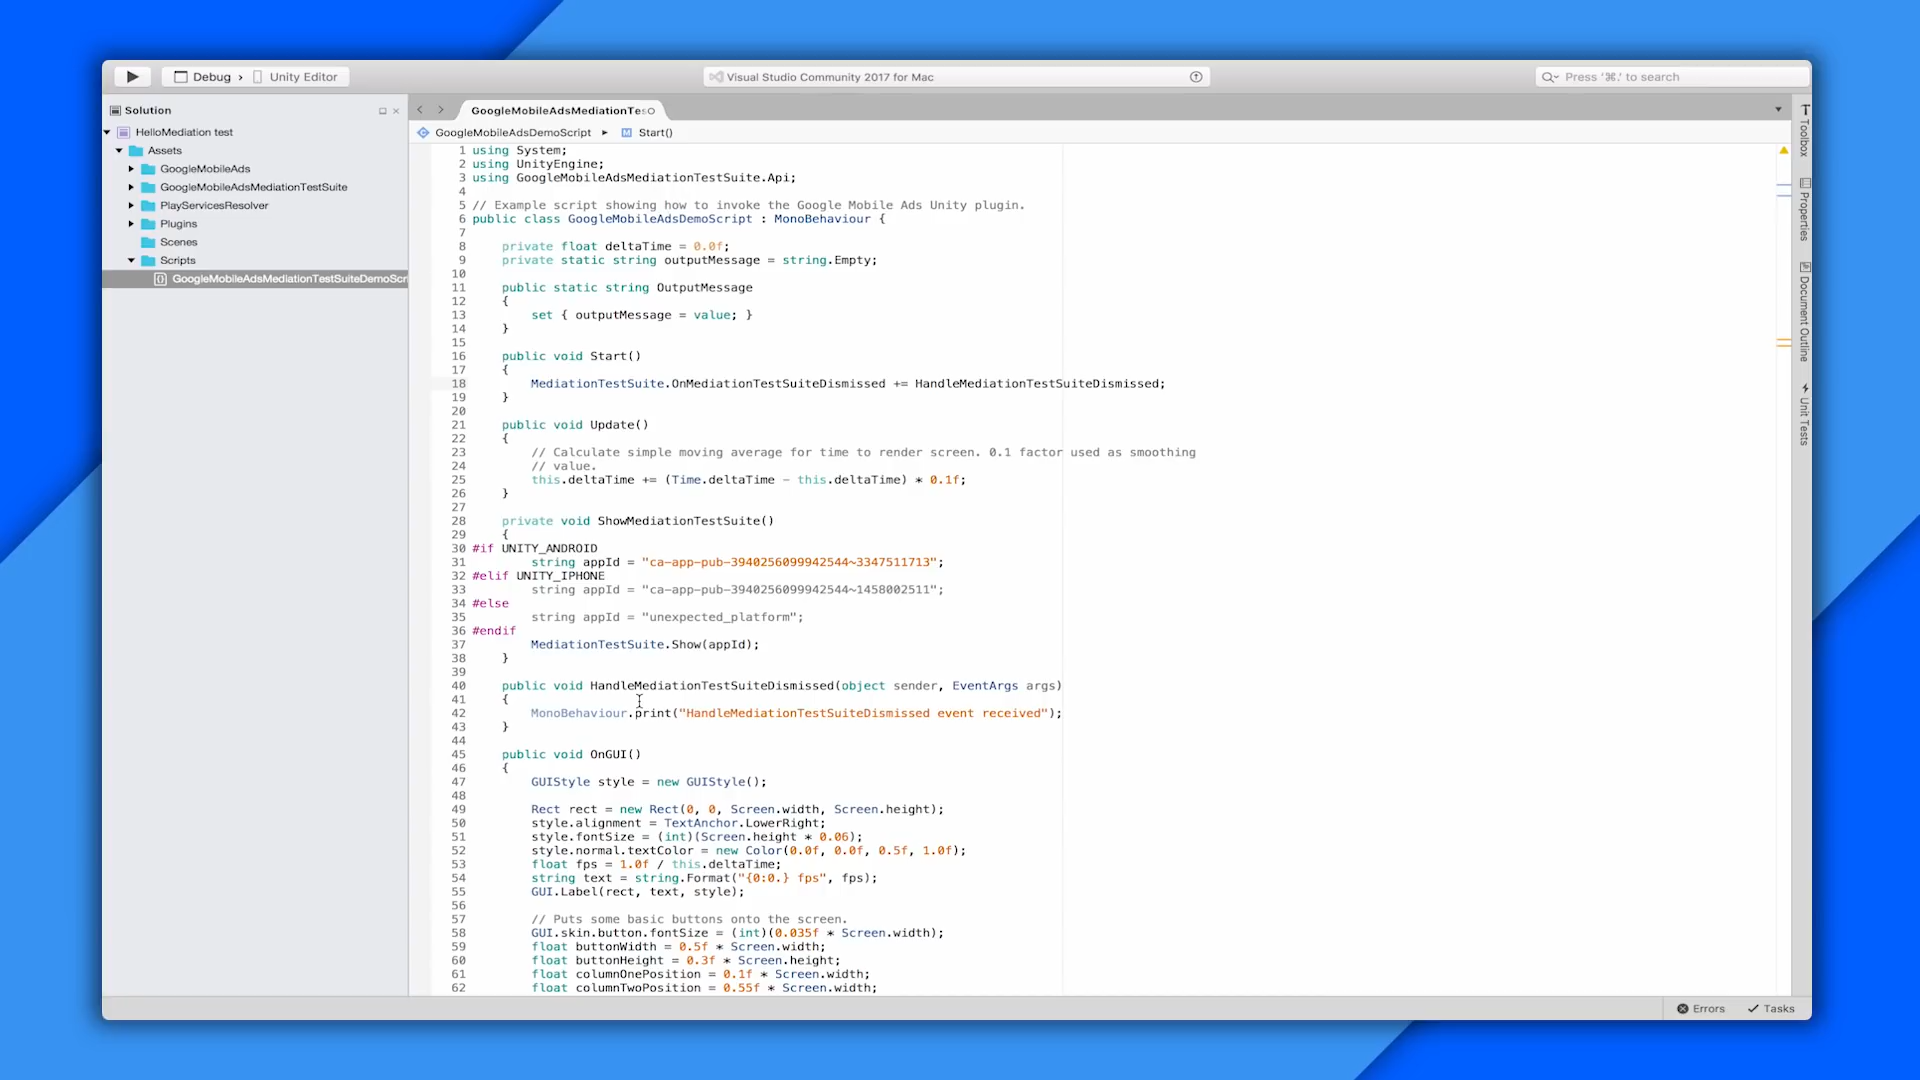 Debug › Unity Editor
Visual Studio Community 2017 for Mac
Press '⌘.' to search
Solution
HelloMediation test
Assets
GoogleMobileAds
GoogleMobileAdsMediationTestSuite
PlayServicesResolver
Plugins
Scenes
Scripts
GoogleMobileAdsMediationTestSuiteDemoScr
GoogleMobileAdsMediationTes
GoogleMobileAdsDemoScript ▸ M Start()
1 using System;
2 using UnityEngine;
3 using GoogleMobileAdsMediationTestSuite.Api;
4
5 // Example script showing how to invoke the Google Mobile Ads Unity plugin.
6 public class GoogleMobileAdsDemoScript : MonoBehaviour {
7
8 private float deltaTime = 0.0f;
9 private static string outputMessage = string.Empty;
10
11 public static string OutputMessage
12 {
13 set { outputMessage = value; }
14 }
15
16 public void Start()
17 {
18 MediationTestSuite.OnMediationTestSuiteDismissed += HandleMediationTestSuiteDismissed;
19 }
20
21 public void Update()
22 {
23 // Calculate simple moving average for time to render screen. 0.1 factor used as smoothing
24 // value.
25 this.deltaTime += (Time.deltaTime - this.deltaTime) * 0.1f;
26 }
27
28 private void ShowMediationTestSuite()
29 {
30 #if UNITY_ANDROID
31 string appId = "ca-app-pub-3940256099942544~3347511713";
32 #elif UNITY_IPHONE
33 string appId = "ca-app-pub-3940256099942544~1458002511";
34 #else
35 string appId = "unexpected_platform";
36 #endif
37 MediationTestSuite.Show(appId);
38 }
39
40 public void HandleMediationTestSuiteDismissed(object sender, EventArgs args)
41 {
42 MonoBehaviour.print("HandleMediationTestSuiteDismissed event received");
43 }
44
45 public void OnGUI()
46 {
47 GUIStyle style = new GUIStyle();
48
49 Rect rect = new Rect(0, 0, Screen.width, Screen.height);
50 style.alignment = TextAnchor.LowerRight;
51 style.fontSize = (int)(Screen.height * 0.06);
52 style.normal.textColor = new Color(0.0f, 0.0f, 0.5f, 1.0f);
53 float fps = 1.0f / this.deltaTime;
54 string text = string.Format("{0:0.} fps", fps);
55 GUI.Label(rect, text, style);
56
57 // Puts some basic buttons onto the screen.
58 GUI.skin.button.fontSize = (int)(0.035f * Screen.width);
59 float buttonWidth = 0.5f * Screen.width;
60 float buttonHeight = 0.3f * Screen.height;
61 float columnOnePosition = 0.1f * Screen.width;
62 float columnTwoPosition = 0.55f * Screen.width;
Toolbox
Properties
Document Outline
Unit Tests
Errors
Tasks